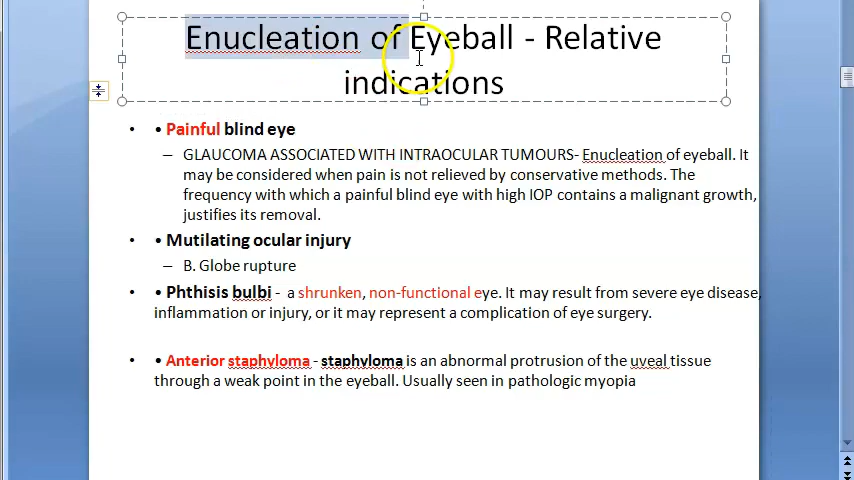 Enucleation of Eyeball - Relative
indications
• • Painful blind eye
– GLAUCOMA ASSOCIATED WITH INTRAOCULAR TUMOURS- Enucleation of eyeball. It
may be considered when pain is not relieved by conservative methods. The
frequency with which a painful blind eye with high IOP contains a malignant growth,
justifies its removal.
• • Mutilating ocular injury
– B. Globe rupture
• • Phthisis bulbi - a shrunken, non-functional eye. It may result from severe eye disease,
inflammation or injury, or it may represent a complication of eye surgery.
• • Anterior staphyloma - staphyloma is an abnormal protrusion of the uveal tissue
through a weak point in the eyeball. Usually seen in pathologic myopia